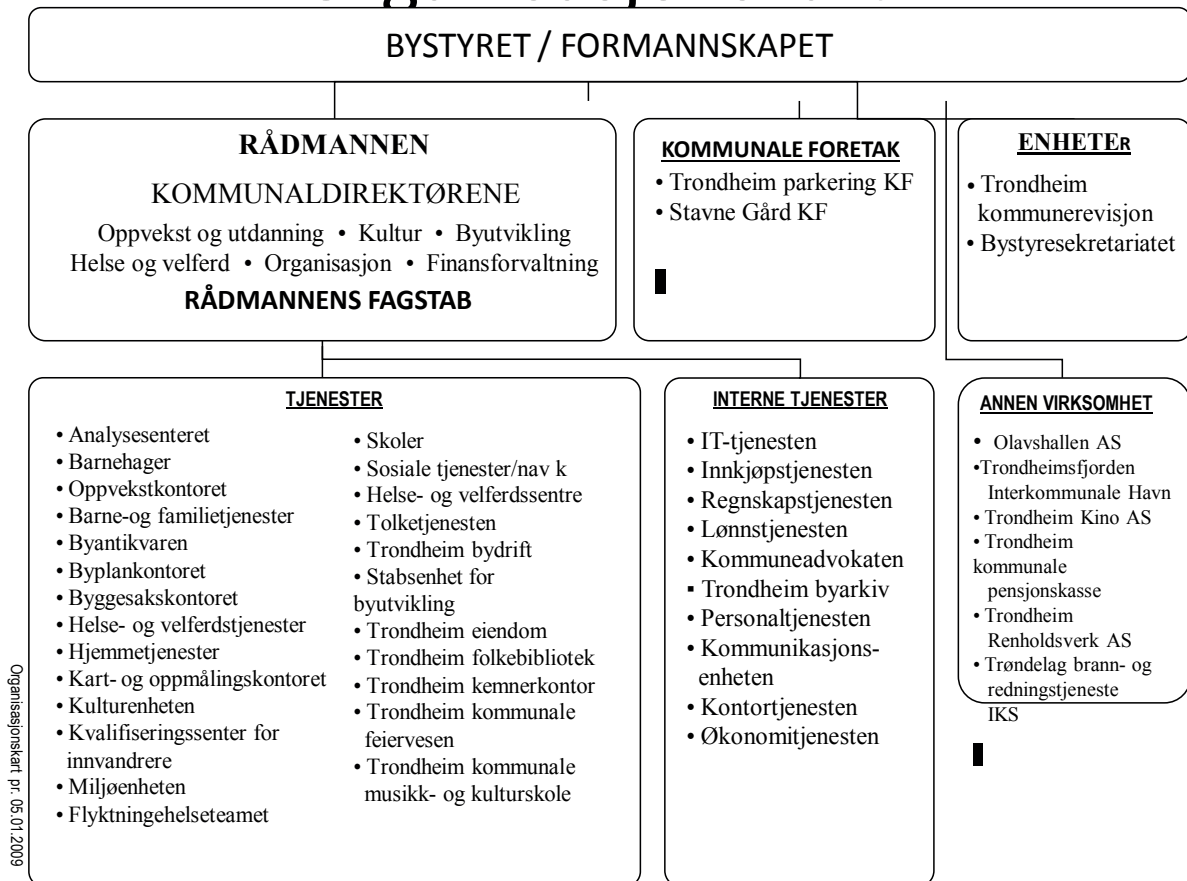 BYSTYRET / FORMANNSKAPET
RÅDMANNEN
KOMMUNALDIREKTØRENE
Oppvekst og utdanning • Kultur • Byutvikling
Helse og velferd • Organisasjon • Finansforvaltning
RÅDMANNENS FAGSTAB
KOMMUNALE FORETAK
• Trondheim parkering KF
• Stavne Gård KF
ENHETER
• Trondheim
kommunerevisjon
• Bystyresekretariatet
TJENESTER
• Analysesenteret
• Barnehager
• Oppvekstkontoret
• Barne-og familietjenester
• Byantikvaren
• Byplankontoret
• Byggesakskontoret
• Helse- og velferdstjenester
• Hjemmetjenester
• Kart- og oppmålingskontoret
• Kulturenheten
• Kvalifiseringssenter for
innvandrere
• Miljøenheten
• Flyktningehelseteamet
• Skoler
• Sosiale tjenester/nav k
• Helse- og velferdssentre
• Tolketjenesten
• Trondheim bydrift
• Stabsenhet for
byutvikling
• Trondheim eiendom
• Trondheim folkebibliotek
• Trondheim kemnerkontor
• Trondheim kommunale
feiervesen
• Trondheim kommunale
musikk- og kulturskole
INTERNE TJENESTER
• IT-tjenesten
• Innkjøpstjenesten
• Regnskapstjenesten
• Lønnstjenesten
• Kommuneadvokaten
▪ Trondheim byarkiv
• Personaltjenesten
• Kommunikasjons-
enheten
• Kontortjenesten
• Økonomitjenesten
ANNEN VIRKSOMHET
• Olavshallen AS
•Trondheimsfjorden
Interkommunale Havn
• Trondheim Kino AS
• Trondheim
kommunale
pensjonskasse
• Trondheim
Renholdsverk AS
• Trøndelag brann- og
redningstjeneste
IKS
Organisasjonskart pr. 05.01.2009